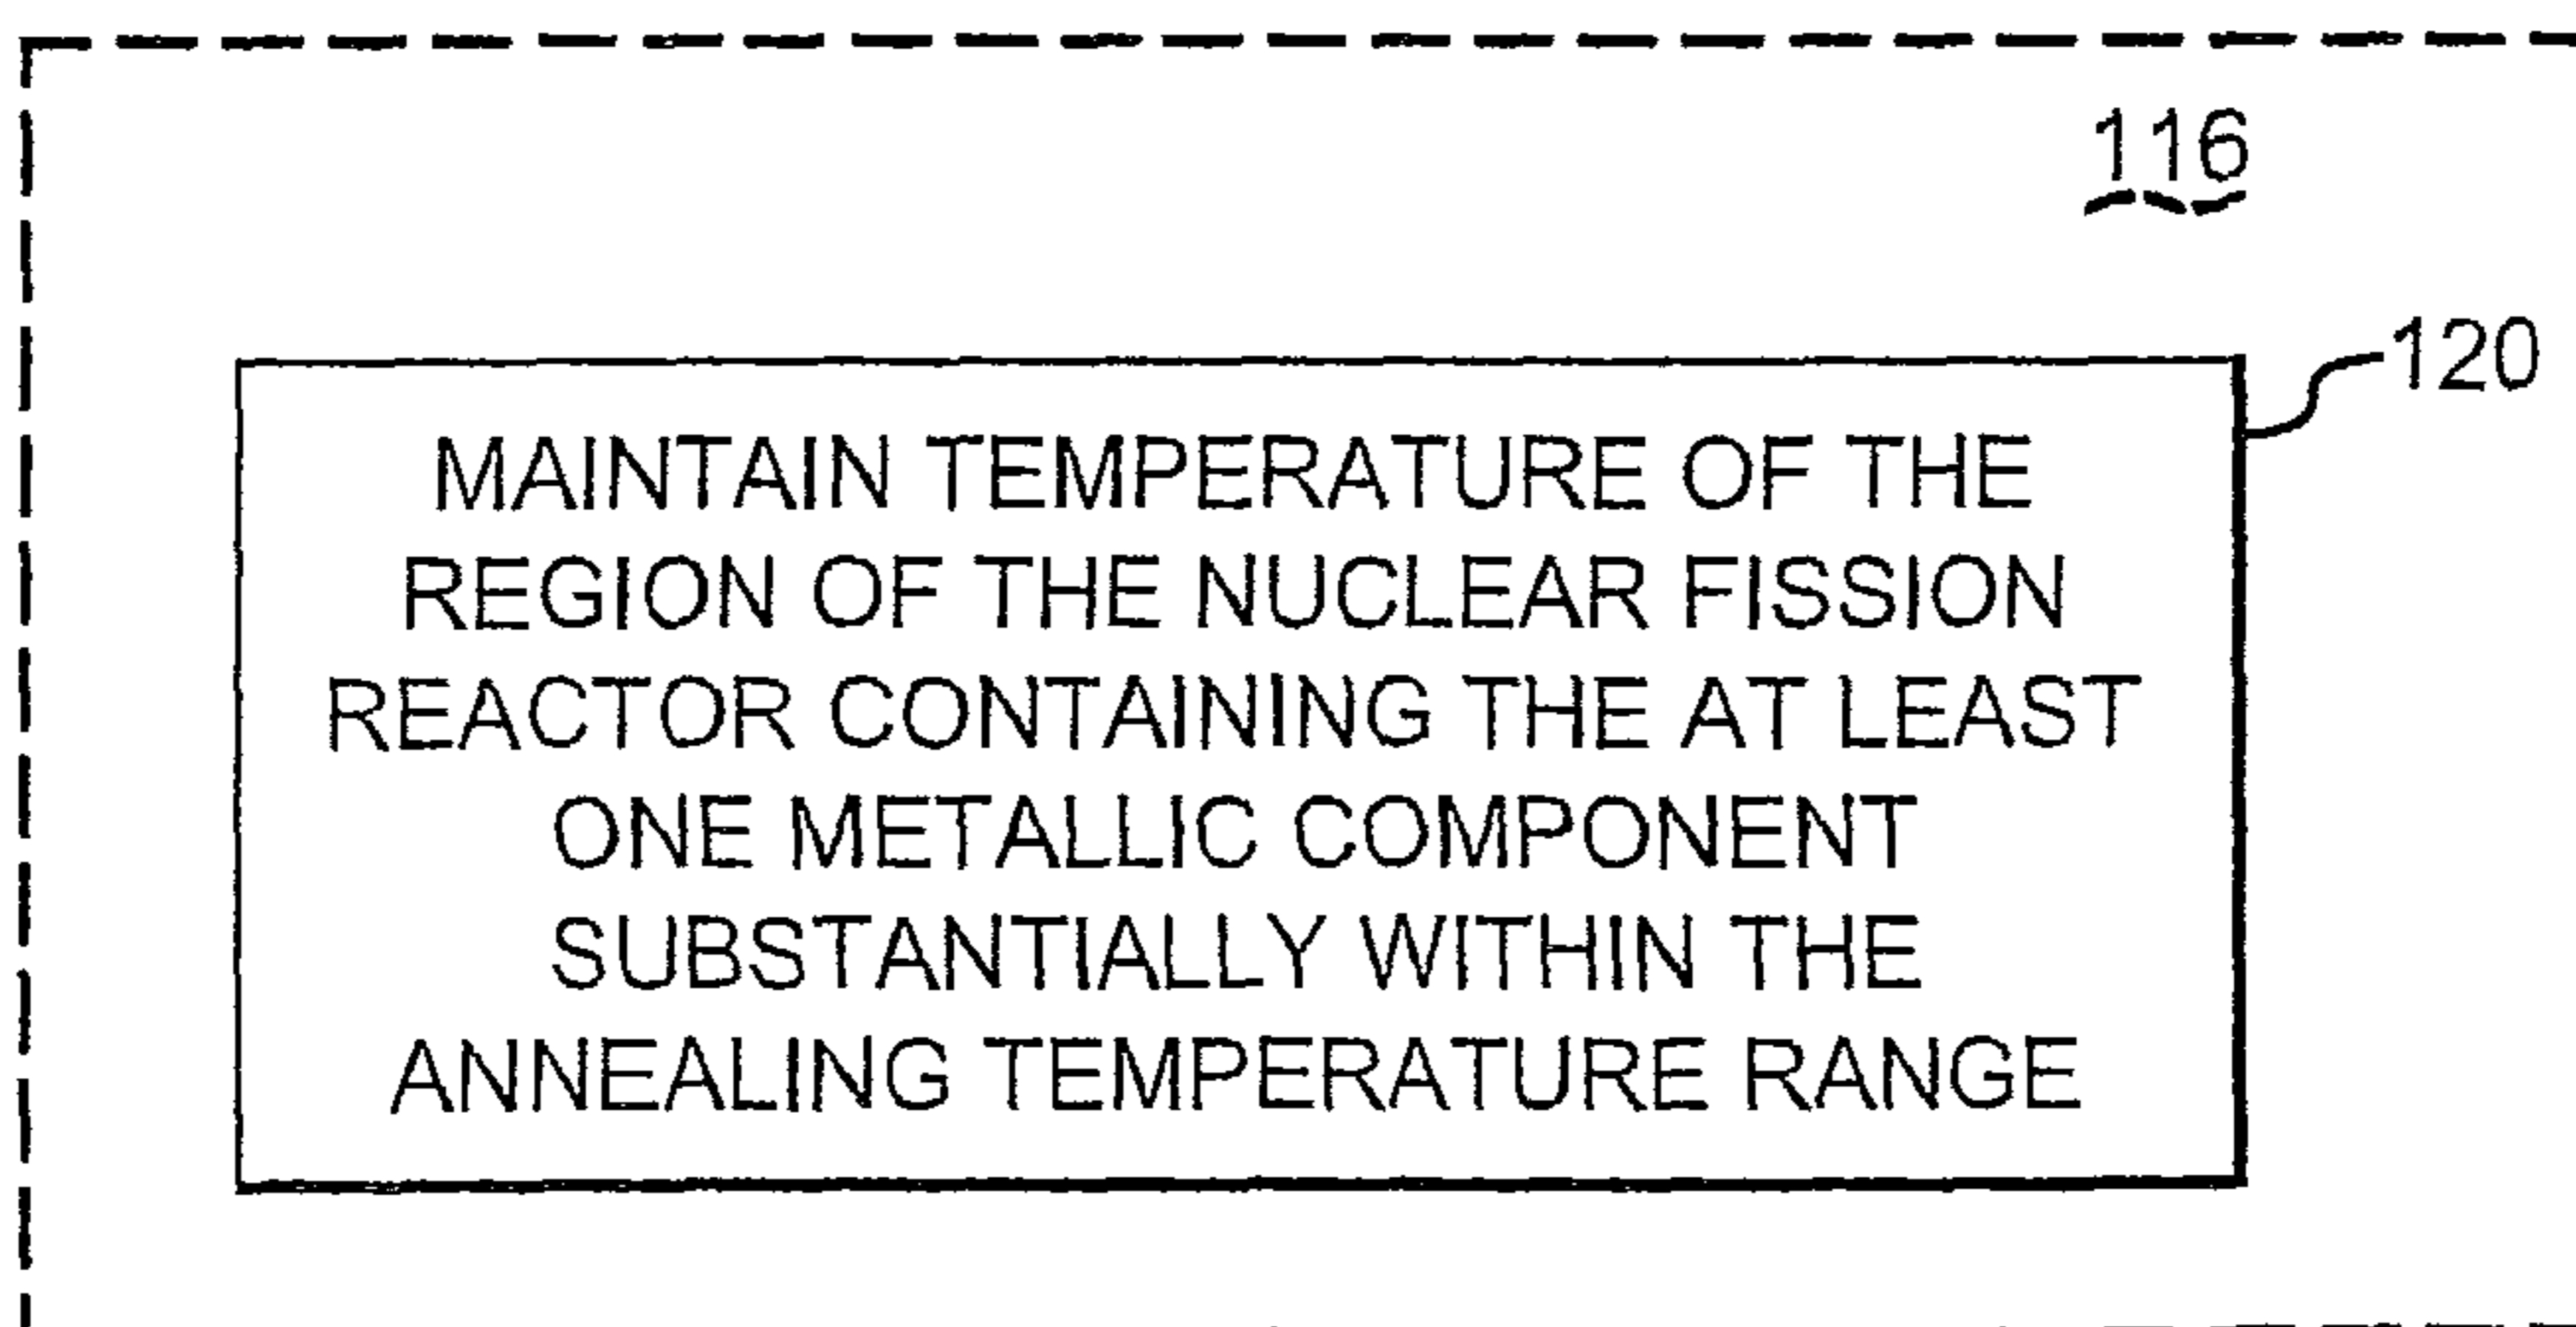 116
120
MAINTAIN TEMPERATURE OF THE
REGION OF THE NUCLEAR FISSION
REACTOR CONTAINING THE AT LEAST
ONE METALLIC COMPONENT
SUBSTANTIALLY WITHIN THE
ANNEALING TEMPERATURE RANGE